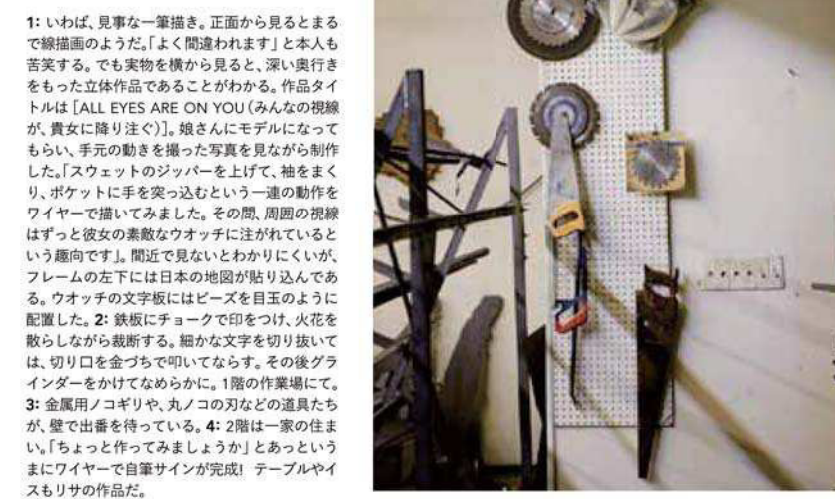 1: いわば、見事な一筆描き。正面から見るとまる
で線描画のようだ。「よく間違われます」と本人も
苦笑する。でも実物を横から見ると、深い奥行き
をもった立体作品であることがわかる。作品タイ
トルは［ALL EYES ARE ON YOU（みんなの視線
が、貴女に降り注ぐ）］。娘さんにモデルになって
もらい、手元の動きを撮った写真を見ながら制作
した。「スウェットのジッパーを上げて、袖をまく
り、ポケットに手を突っ込むという一連の動作を
ワイヤーで描いてみました。その間、周囲の視線
はずっと彼女の素敵なウオッチに注がれていると
いう趣向です」。間近で見ないとわかりにくいが、
フレームの左下には日本の地図が貼り込んであ
る。ウオッチの文字板にはビーズを目玉のように
配置した。2: 鉄板にチョークで印をつけ、火花を
散らしながら裁断する。細かな文字を切り抜いて
は、切り口を金づちで叩いてならす。その後グラ
インダーをかけてなめらかに。1階の作業場にて。
3: 金属用ノコギリや、丸ノコの刃などの道具たち
が、壁で出番を待っている。4: 2階は一家の住ま
い。「ちょっと作ってみましょうか」とあっという
まにワイヤーで自筆サインが完成! テーブルやイ
スもリサの作品だ。